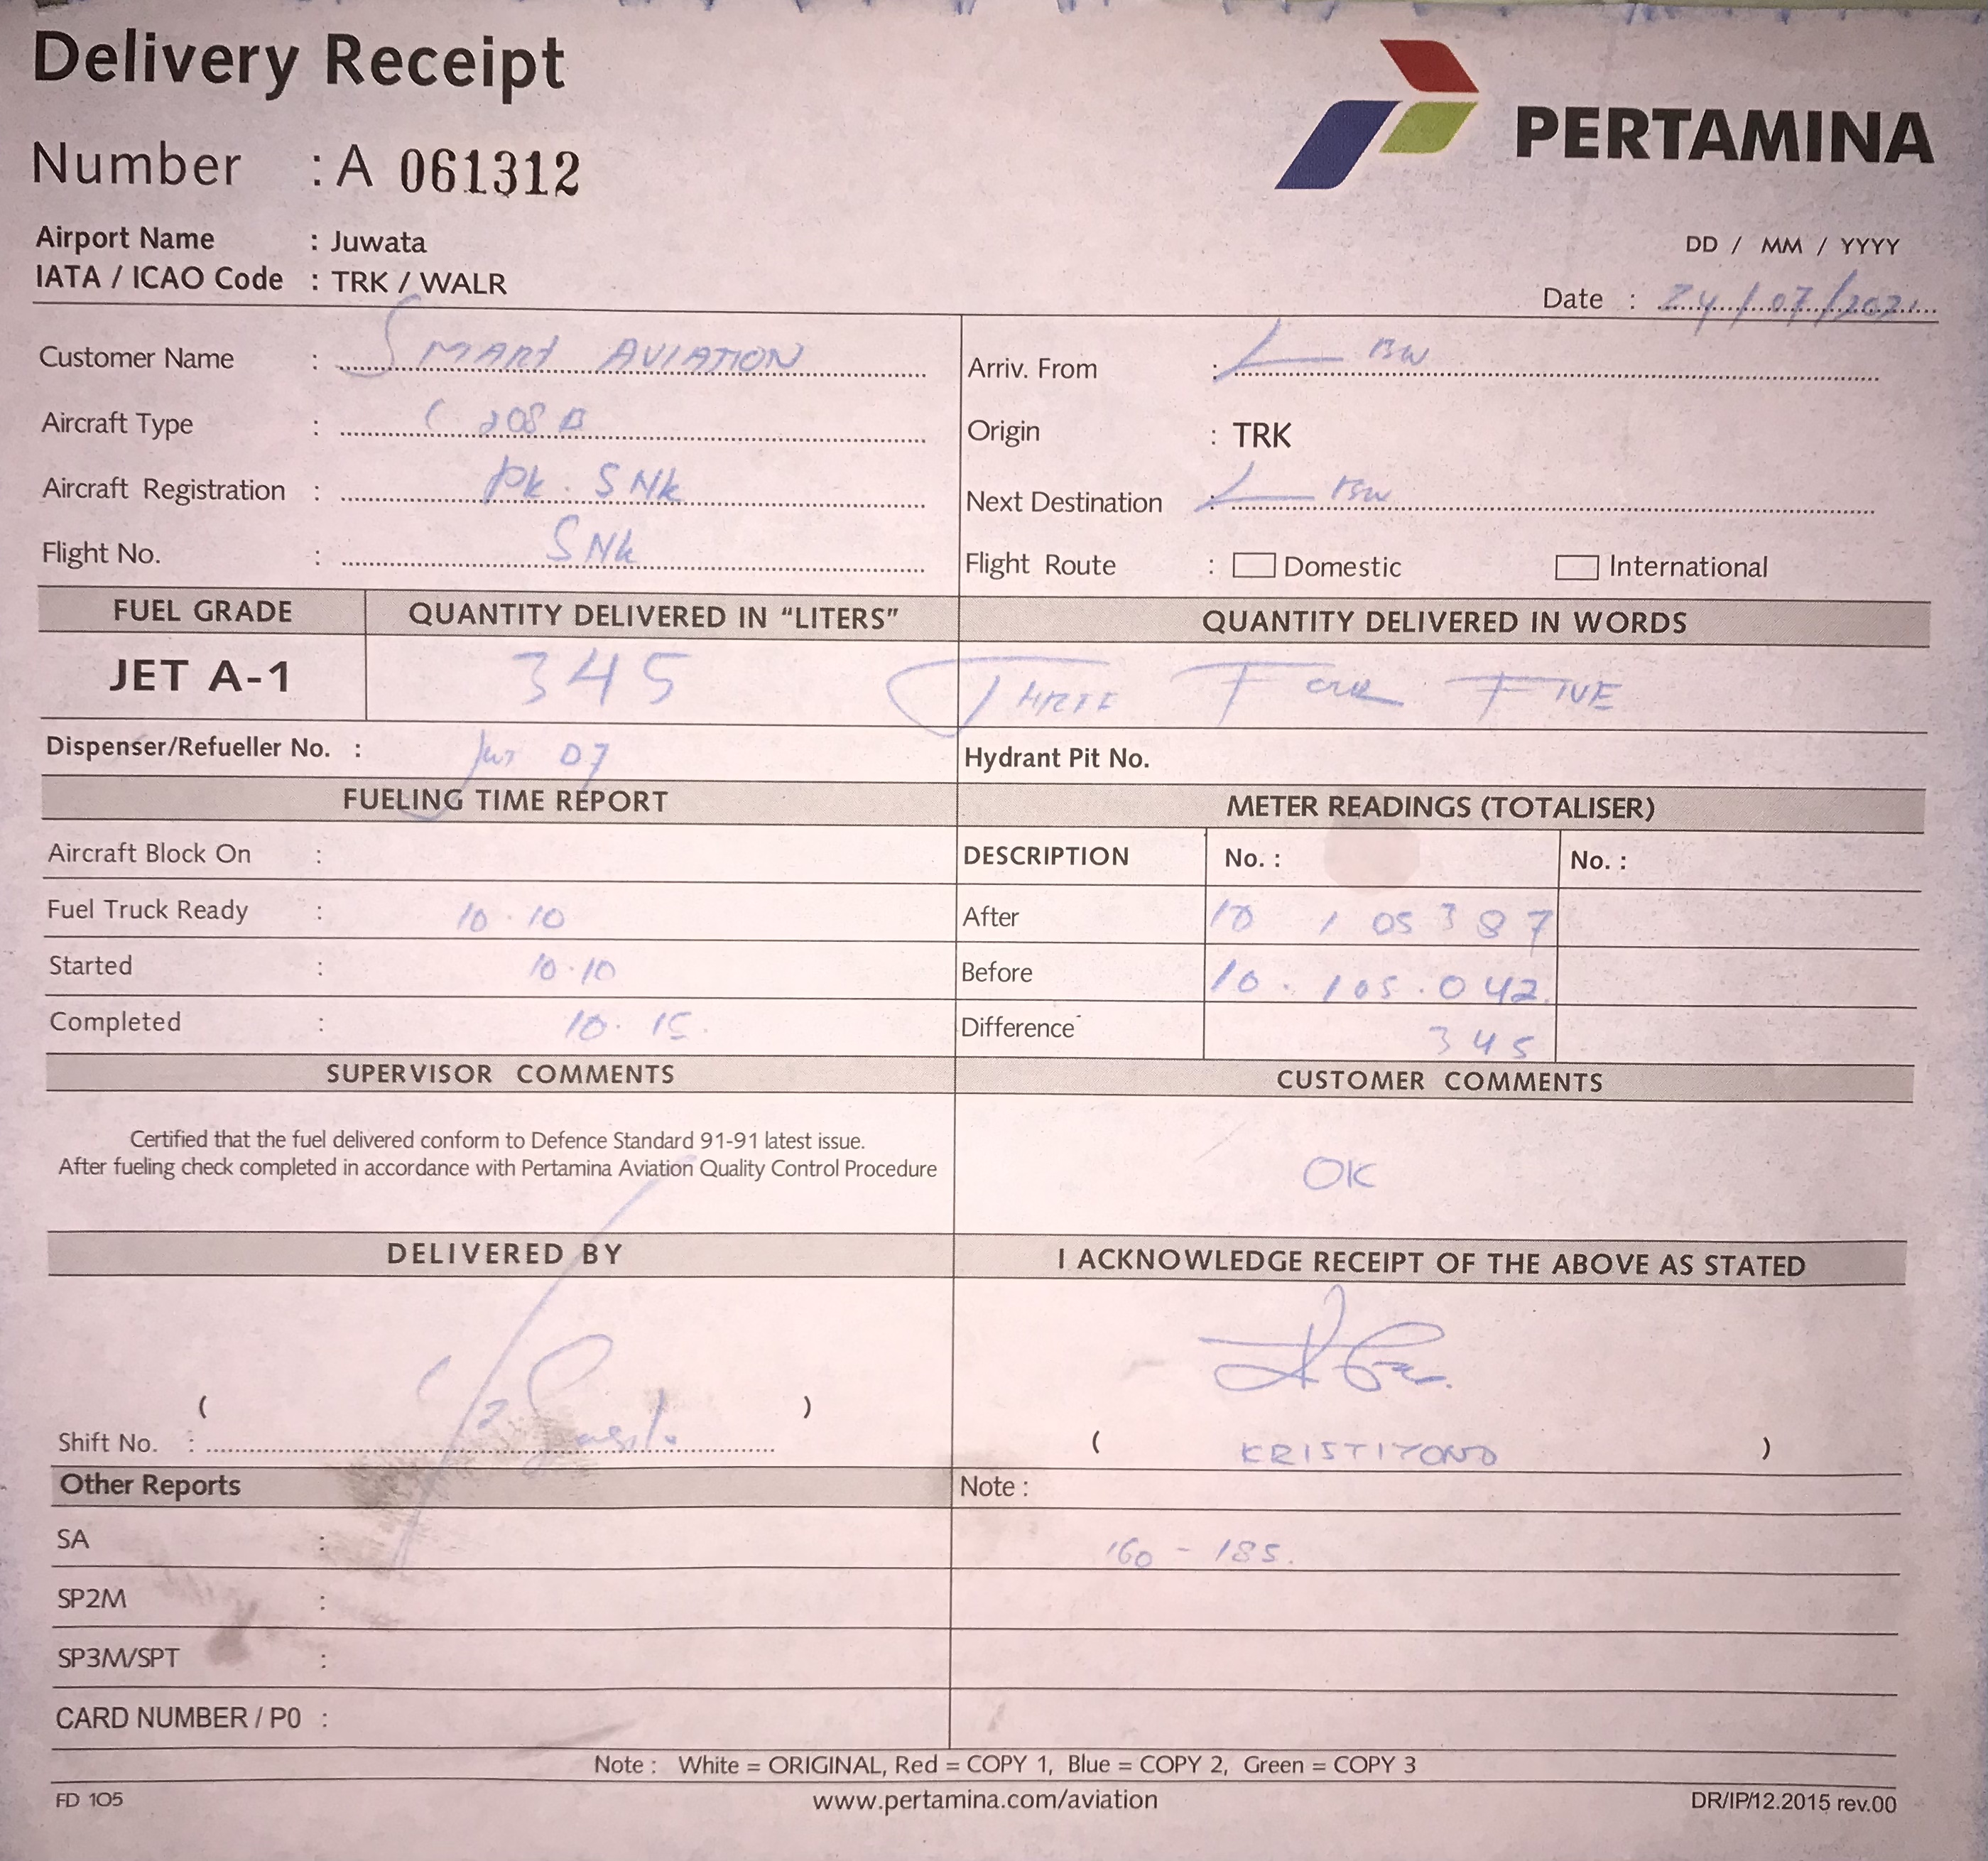 Delivery Receipt
PERTAMINA
Number : A 061312
Airport Name : Juwata
IATA / ICAO Code : TRK / WALR
DD / MM / YYYY
Date : 24/07/2021
Customer Name : SMART AVIATION
Aircraft Type : C 208 B
Aircraft Registration : PK. SNK
Flight No. : SNK
Arriv. From : L BW
Origin : TRK
Next Destination : L BW
Flight Route : Domestic International
FUEL GRADE QUANTITY DELIVERED IN “LITERS” QUANTITY DELIVERED IN WORDS
JET A-1 345 THREE FOUR FIVE
Dispenser/Refueller No. : 07 Hydrant Pit No.
FUELING TIME REPORT
Aircraft Block On :
Fuel Truck Ready : 10.10
Started : 10.10
Completed : 10.15.
METER READINGS (TOTALISER)
DESCRIPTION No. : No. :
After 10 105387
Before 10.105.042.
Difference 345
SUPERVISOR COMMENTS
Certified that the fuel delivered conform to Defence Standard 91-91 latest issue.
After fueling check completed in accordance with Pertamina Aviation Quality Control Procedure
CUSTOMER COMMENTS
OK
DELIVERED BY
( )
Shift No. :
I ACKNOWLEDGE RECEIPT OF THE ABOVE AS STATED
( KRISTIYONO )
Other Reports
SA :
SP2M :
SP3M/SPT :
CARD NUMBER / P0 :
Note :
160 - 185.
Note : White = ORIGINAL, Red = COPY 1, Blue = COPY 2, Green = COPY 3
FD 105 www.pertamina.com/aviation DR/IP/12.2015 rev.00